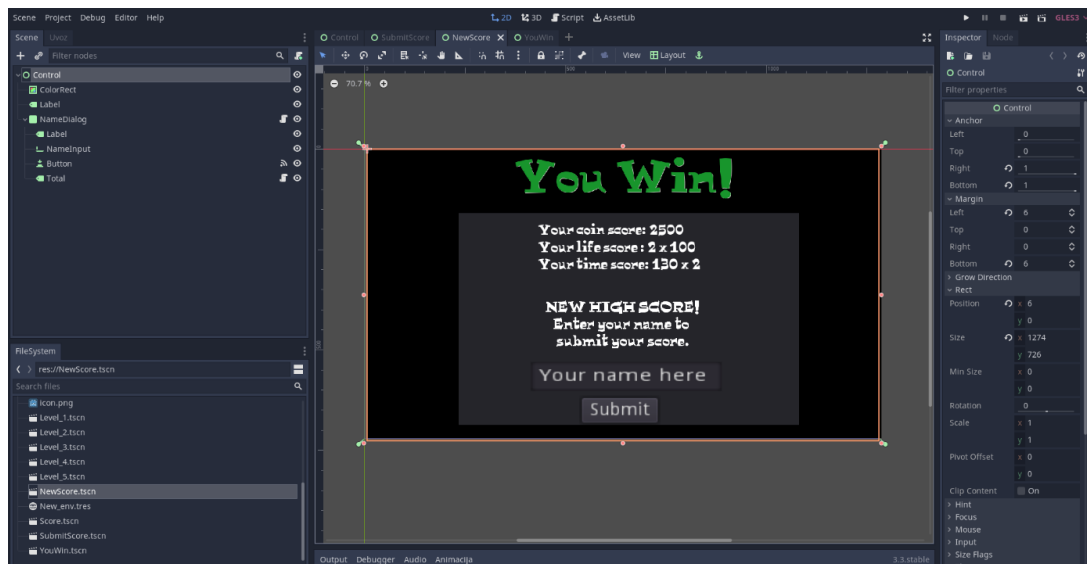 Scene Project Debug Editor Help
2D 3D Script AssetLib
GLES3
Scene Uvoz
Filter nodes
Control
ColorRect
Label
NameDialog
Label
NameInput
Button
Total
FileSystem
res://NewScore.tscn
Search files
icon.png
Level_1.tscn
Level_2.tscn
Level_3.tscn
Level_4.tscn
Level_5.tscn
NewScore.tscn
New_env.tres
Score.tscn
SubmitScore.tscn
YouWin.tscn
Control SubmitScore NewScore YouWin
View Layout
70.7 %
You Win!
Your coin score: 2500
Your life score : 2 x 100
Your time score: 130 x 2
NEW HIGH SCORE!
Enter your name to
submit your score.
Your name here
Submit
Output Debugger Audio Animacija
3.3.stable
Inspector Node
Control
Filter properties
Control
Anchor
Left 0
Top 0
Right 1
Bottom 1
Margin
Left 6
Top 0
Right 0
Bottom 6
Grow Direction
Rect
Position x 6
y 0
Size x 1274
y 726
Min Size x 0
y 0
Rotation 0
Scale x 1
y 1
Pivot Offset x 0
y 0
Clip Content On
Hint
Focus
Mouse
Input
Size Flags